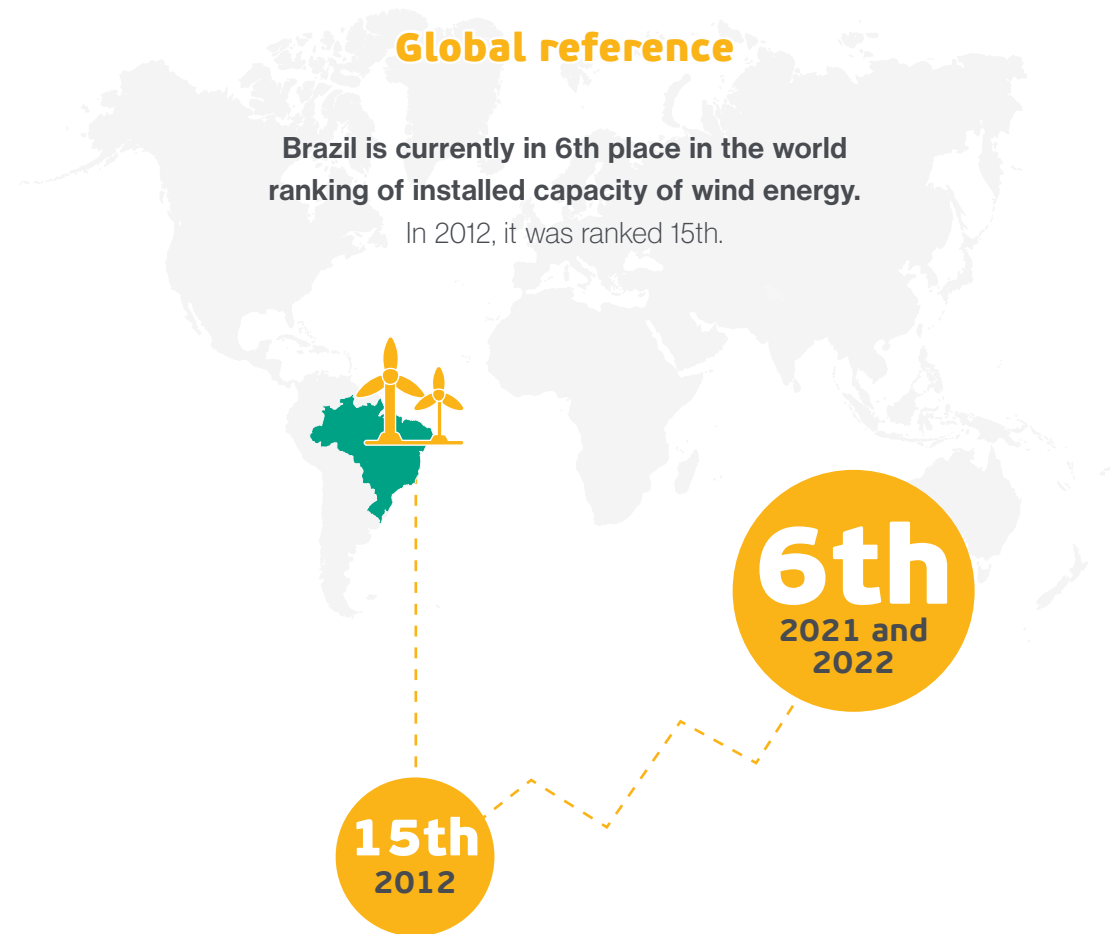 Global reference
Brazil is currently in 6th place in the world
ranking of installed capacity of wind energy.
In 2012, it was ranked 15th.
6th
2021 and
2022
15th
2012